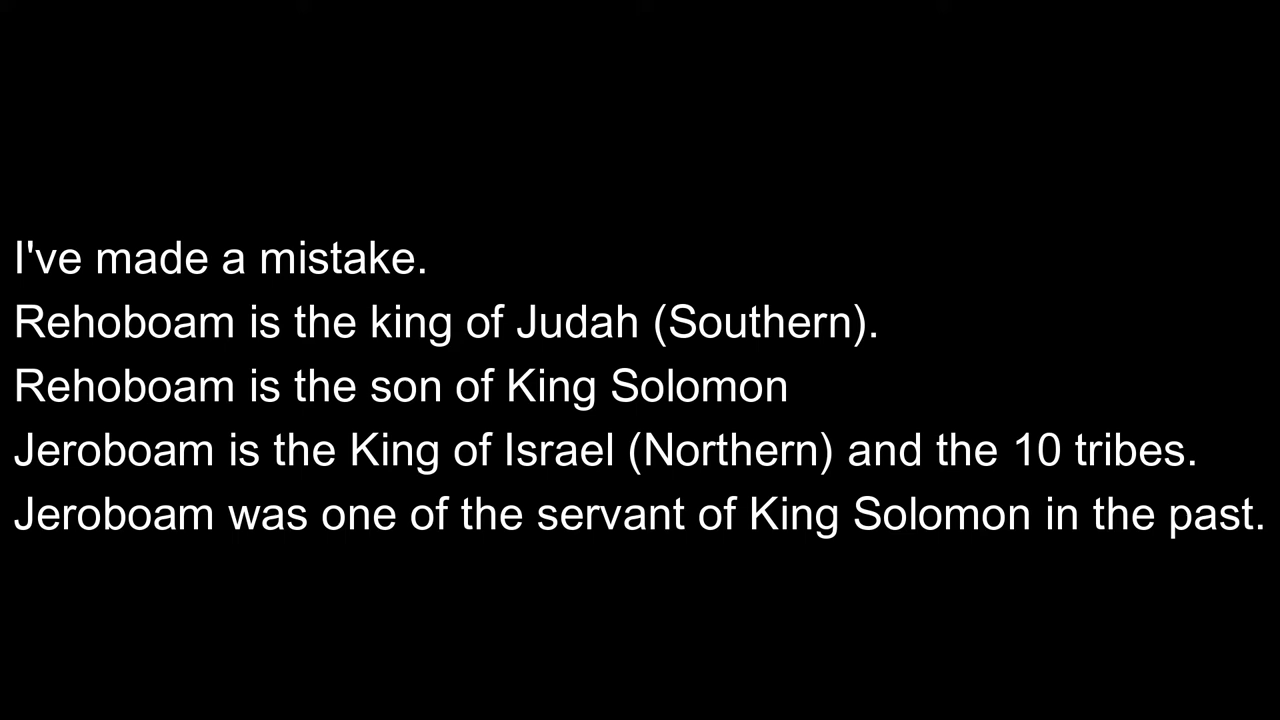 I've made a mistake.
Rehoboam is the king of Judah (Southern).
Rehoboam is the son of King Solomon
Jeroboam is the King of Israel (Northern) and the 10 tribes.
Jeroboam was one of the servant of King Solomon in the past.